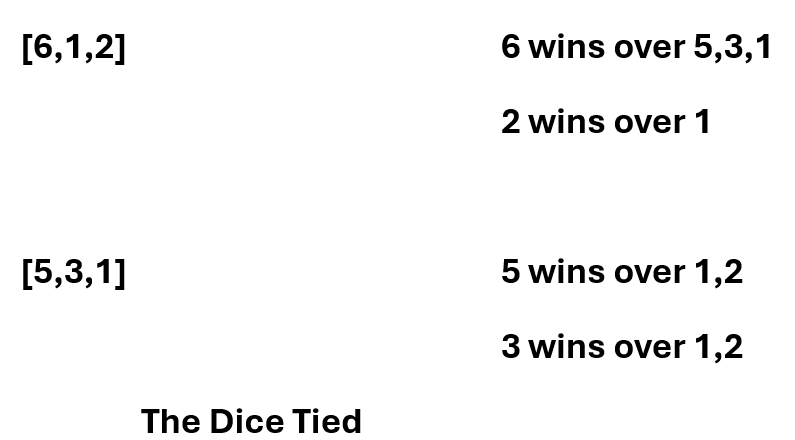 [6,1,2] 6 wins over 5,3,1
2 wins over 1
[5,3,1] 5 wins over 1,2
3 wins over 1,2
The Dice Tied